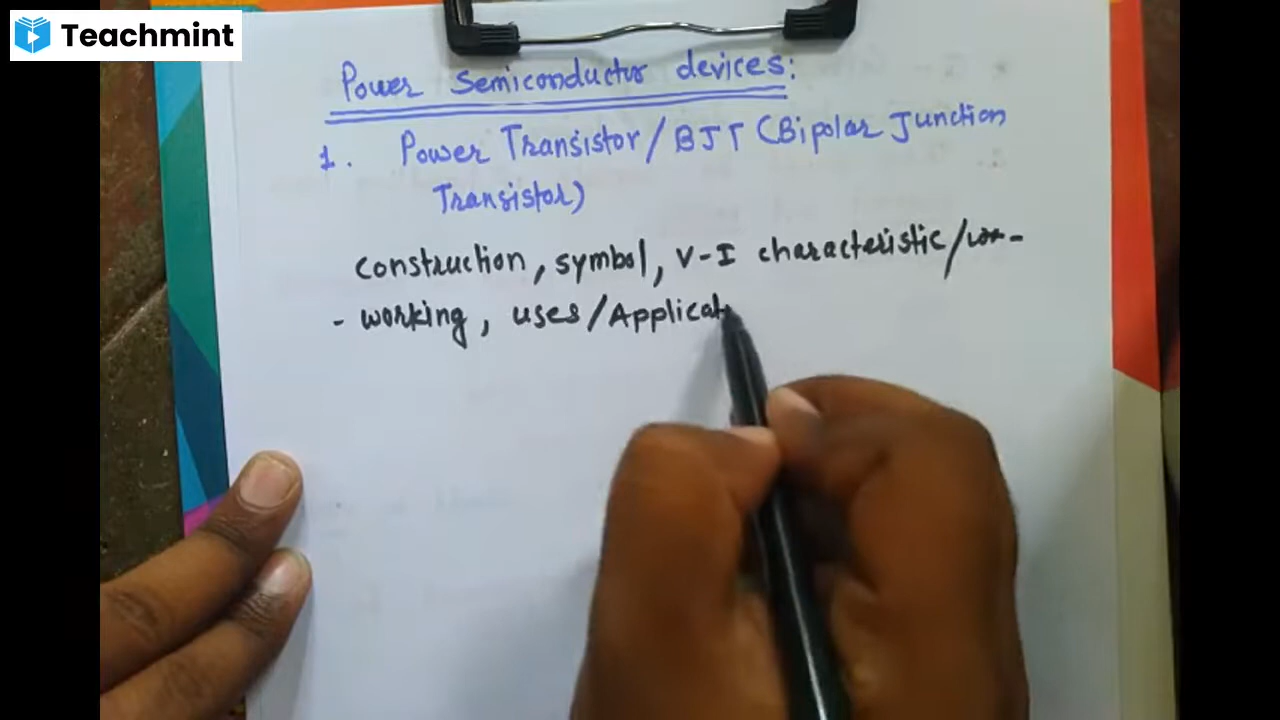 Teachmint
Power Semiconductor devices:
1. Power Transistor/BJT (Bipolar Junction
Transistor)
construction, symbol, V-I characteristic/
- working, uses/Applicat